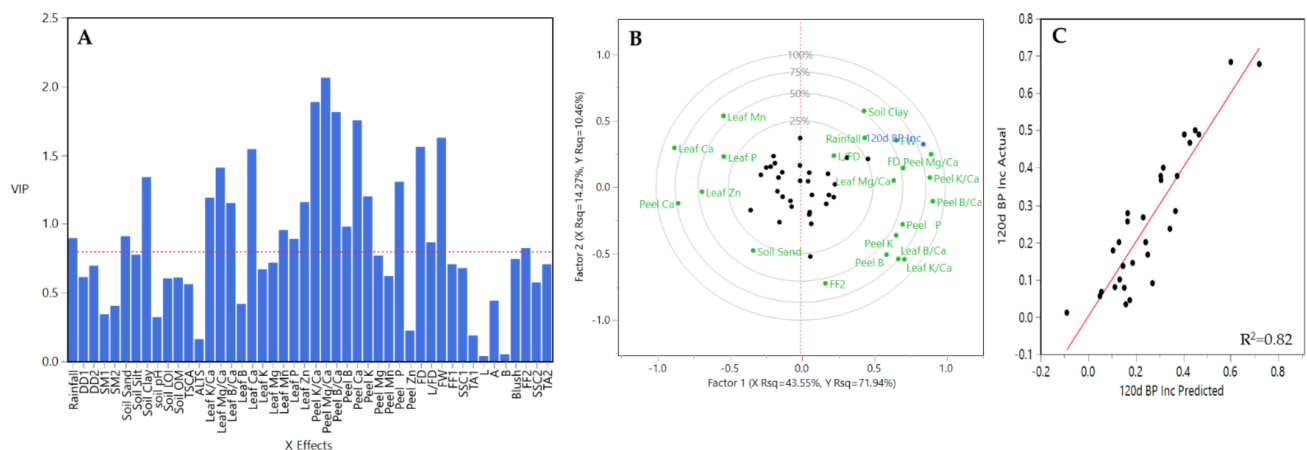 A
2.5
2.0
1.5
1.0
0.5
0.0
VIP
Rainfall
DD1
DD2
SM1
SM2
Soil Sand
Soil Silt
Soil Clay
soil pH
Soil LOI
Soil OM
TSCA
ALTS
Leaf K/Ca
Leaf Mg/Ca
Leaf B/Ca
Leaf B
Leaf Ca
Leaf K
Leaf Mg
Leaf Mn
Leaf P
Leaf Zn
Peel K/Ca
Peel Mg/Ca
Peel B/Ca
Peel B
Peel Ca
Peel K
Peel Mg
Peel Mn
Peel P
Peel Zn
FD
L/FD
FW
FF1
SSC1
TA1
L
A
B
Blush
FF2
SSC2
TA2
X Effects
B
1.0
0.5
0.0
-0.5
-1.0
Factor 2 (X Rsq=14.27%, Y Rsq=10.46%)
100%
75%
50%
25%
Soil Clay
Leaf Mn
Rainfall
120d BP Inc
FW
Leaf Ca
Leaf P
L/FD
FD
Peel Mg/Ca
Leaf Mg/Ca
Peel K/Ca
Leaf Zn
Peel Ca
Peel B/Ca
Peel P
Peel K
Soil Sand
Leaf B/Ca
Peel B
Leaf K/Ca
FF2
-1.0
-0.5
0.0
0.5
1.0
Factor 1 (X Rsq=43.55%, Y Rsq=71.94%)
C
0.8
0.7
0.6
0.5
0.4
0.3
0.2
0.1
0.0
-0.1
120d BP Inc Actual
R²=0.82
-0.2
0.0
0.2
0.4
0.6
0.8
120d BP Inc Predicted